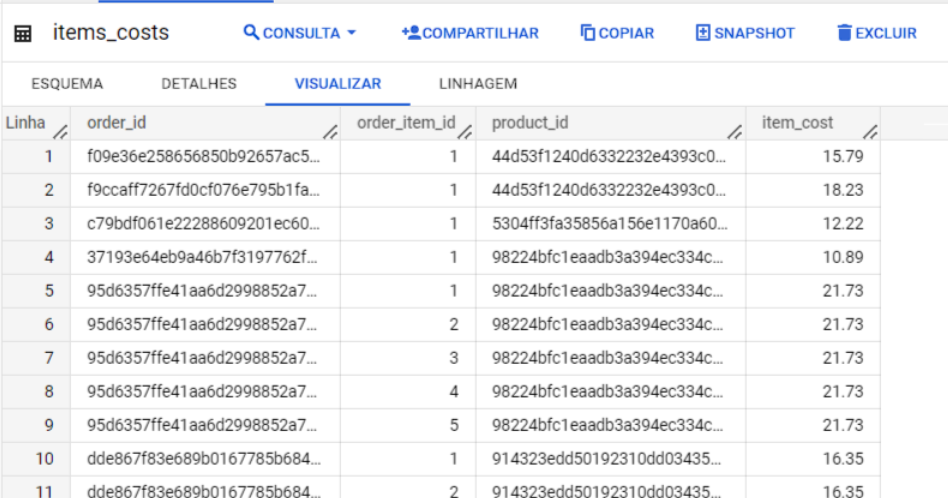 items_costs CONSULTA COMPARTILHAR COPIAR SNAPSHOT EXCLUIR
ESQUEMA DETALHES VISUALIZAR LINHAGEM
Linha order_id order_item_id product_id item_cost
1 f09e36e258656850b92657ac5... 1 44d53f1240d6332232e4393c0... 15.79
2 f9ccaff7267fd0cf076e795b1fa... 1 44d53f1240d6332232e4393c0... 18.23
3 c79bdf061e22288609201ec60... 1 5304ff3fa35856a156e1170a60... 12.22
4 37193e64eb9a46b7f3197762f... 1 98224bfc1eaadb3a394ec334c... 10.89
5 95d6357ffe41aa6d2998852a7... 1 98224bfc1eaadb3a394ec334c... 21.73
6 95d6357ffe41aa6d2998852a7... 2 98224bfc1eaadb3a394ec334c... 21.73
7 95d6357ffe41aa6d2998852a7... 3 98224bfc1eaadb3a394ec334c... 21.73
8 95d6357ffe41aa6d2998852a7... 4 98224bfc1eaadb3a394ec334c... 21.73
9 95d6357ffe41aa6d2998852a7... 5 98224bfc1eaadb3a394ec334c... 21.73
10 dde867f83e689b0167785b684... 1 914323edd50192310dd03435... 16.35
11 dde867f83e689b0167785b684... 2 914323edd50192310dd03435... 16.35